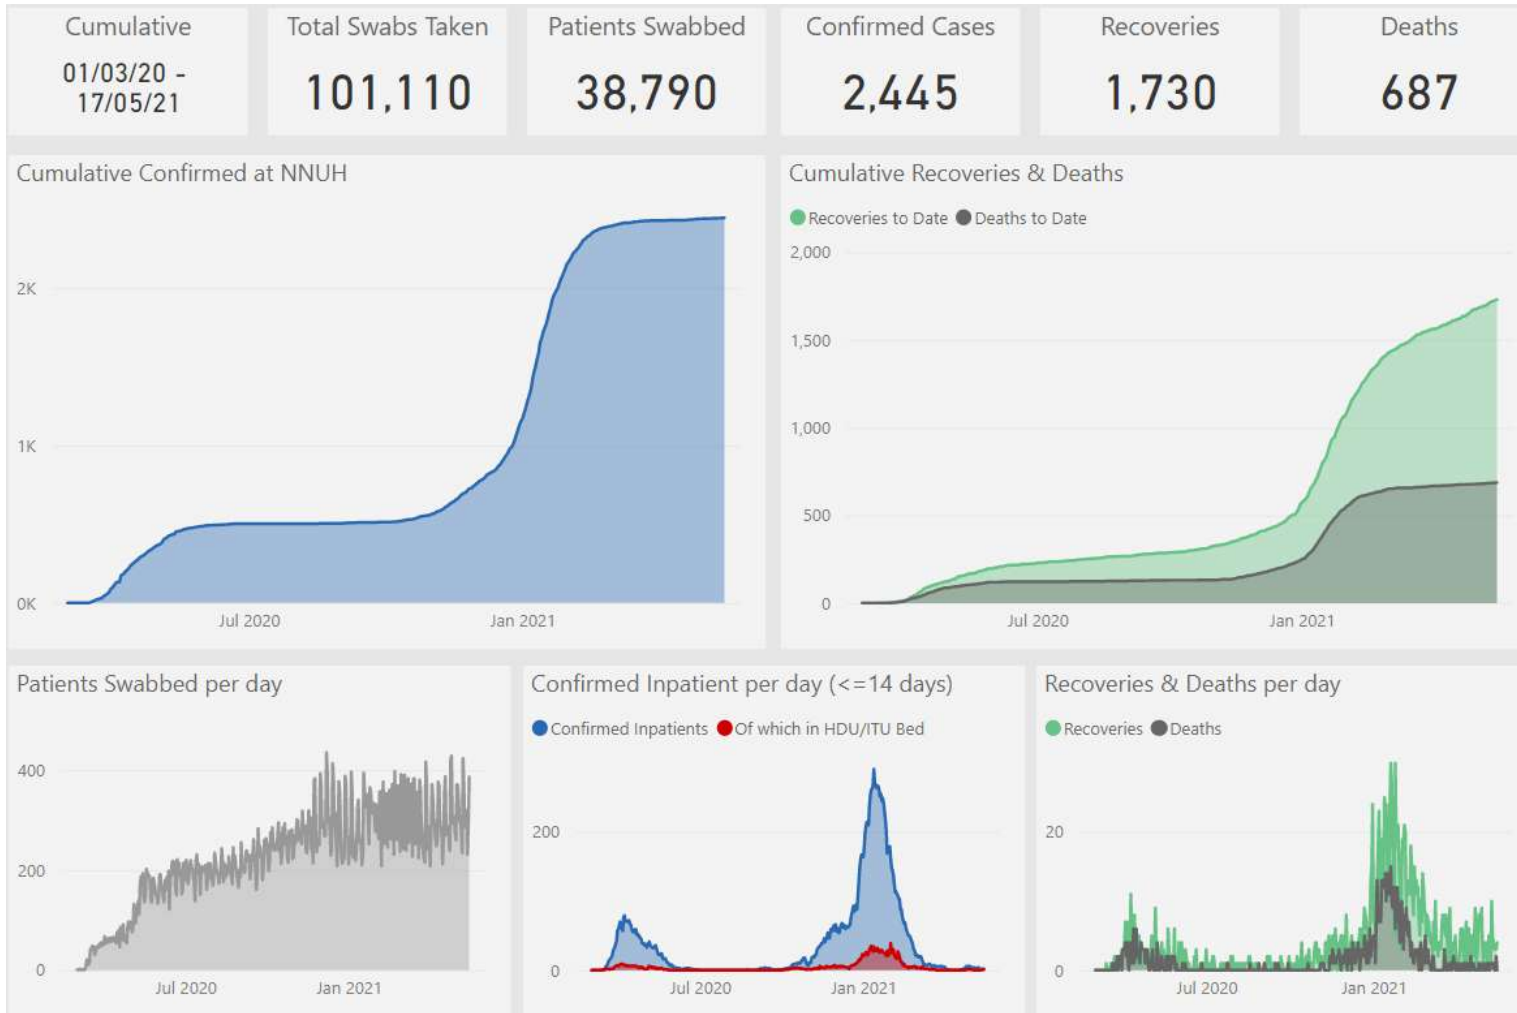 Cumulative
01/03/20 -
17/05/21
Total Swabs Taken
101,110
Patients Swabbed
38,790
Confirmed Cases
2,445
Recoveries
1,730
Deaths
687
Cumulative Confirmed at NNUH
2K
1K
0K
Jul 2020 Jan 2021
Cumulative Recoveries & Deaths
Recoveries to Date Deaths to Date
2,000
1,500
1,000
500
0
Jul 2020 Jan 2021
Patients Swabbed per day
400
200
0
Jul 2020 Jan 2021
Confirmed Inpatient per day (<=14 days)
Confirmed Inpatients Of which in HDU/ITU Bed
200
0
Jul 2020 Jan 2021
Recoveries & Deaths per day
Recoveries Deaths
20
0
Jul 2020 Jan 2021